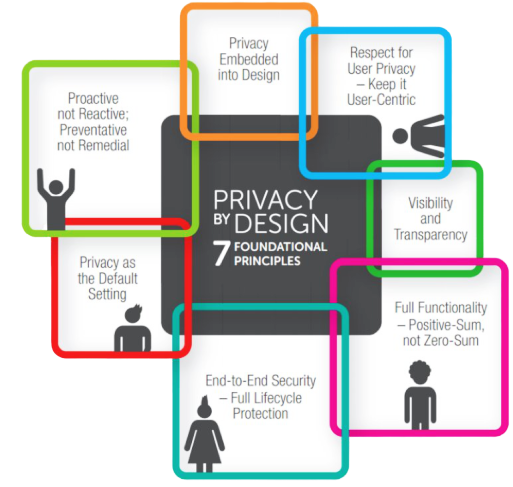 Privacy
Embedded
into Design
Respect for
User Privacy
– Keep it
User-Centric
Proactive
not Reactive;
Preventative
not Remedial
PRIVACY
BY DESIGN
7 FOUNDATIONAL
PRINCIPLES
Visibility
and
Transparency
Privacy as
the Default
Setting
Full Functionality
– Positive-Sum,
not Zero-Sum
End-to-End Security
– Full Lifecycle
Protection